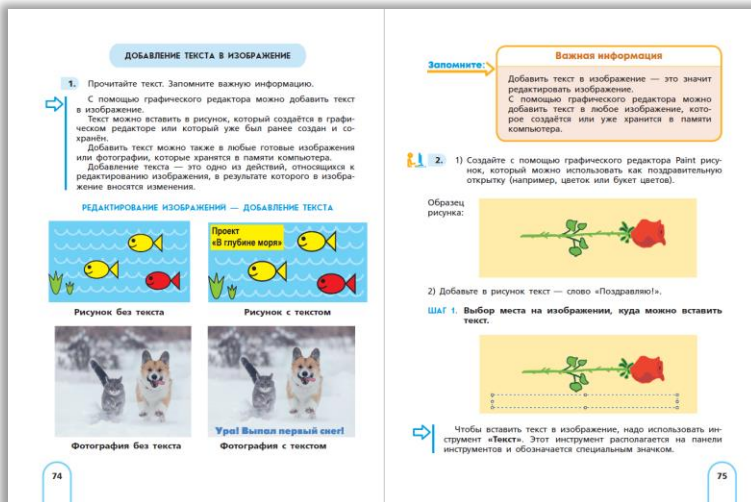 ДОБАВЛЕНИЕ ТЕКСТА В ИЗОБРАЖЕНИЕ
1. Прочитайте текст. Запомните важную информацию.
С помощью графического редактора можно добавить текст
в изображение.
Текст можно вставить в рисунок, который создаётся в графи-
ческом редакторе или который уже был ранее создан и со-
хранён.
Добавить текст можно также в любые готовые изображения
или фотографии, которые хранятся в памяти компьютера.
Добавление текста — это одно из действий, относящихся к
редактированию изображения, в результате которого в изобра-
жение вносятся изменения.
РЕДАКТИРОВАНИЕ ИЗОБРАЖЕНИЙ — ДОБАВЛЕНИЕ ТЕКСТА
Проект
«В глубине моря»
Рисунок без текста
Рисунок с текстом
Ура! Выпал первый снег!
Фотография без текста
Фотография с текстом
74
Запомните:
Важная информация
Добавить текст в изображение — это значит
редактировать изображение.
С помощью графического редактора можно
добавить текст в любое изображение, кото-
рое создаётся или уже хранится в памяти
компьютера.
2. 1) Создайте с помощью графического редактора Paint рису-
нок, который можно использовать как поздравительную
открытку (например, цветок или букет цветов).
Образец
рисунка:
2) Добавьте в рисунок текст — слово «Поздравляю!».
ШАГ 1. Выбор места на изображении, куда можно вставить
текст.
Чтобы вставить текст в изображение, надо использовать ин-
струмент «Текст». Этот инструмент располагается на панели
инструментов и обозначается специальным значком.
75